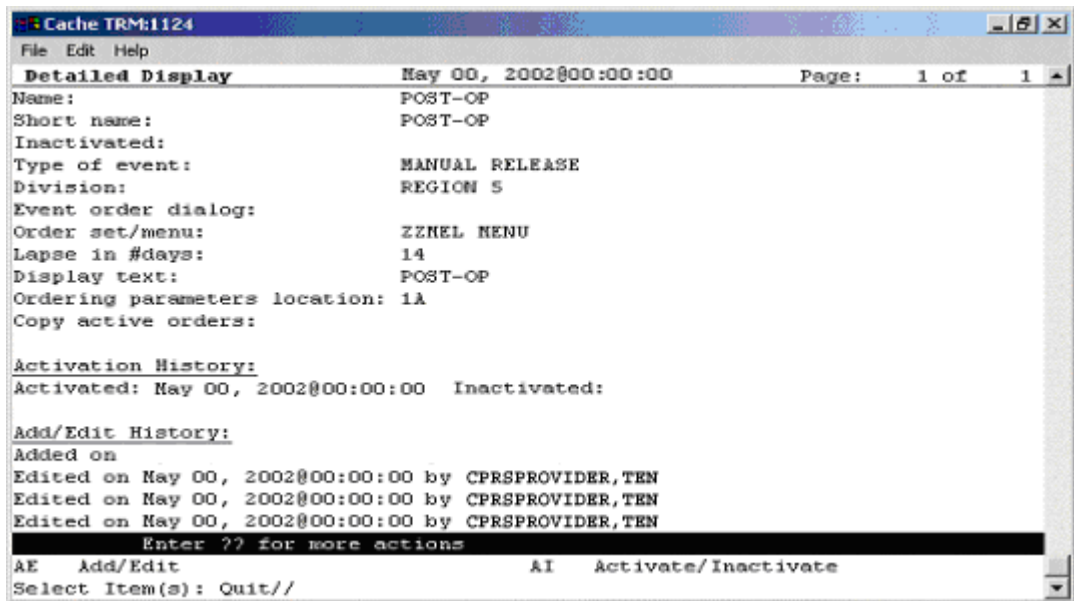 Cache TRM:1124
File Edit Help
Detailed Display May 00, 2002@00:00:00 Page: 1 of 1
Name: POST-OP
Short name: POST-OP
Inactivated:
Type of event: MANUAL RELEASE
Division: REGION 5
Event order dialog:
Order set/menu: ZZMEL MENU
Lapse in #days: 14
Display text: POST-OP
Ordering parameters location: 1A
Copy active orders:
Activation History:
Activated: May 00, 2002@00:00:00 Inactivated:
Add/Edit History:
Added on
Edited on May 00, 2002@00:00:00 by CPRSPROVIDER,TEN
Edited on May 00, 2002@00:00:00 by CPRSPROVIDER,TEN
Edited on May 00, 2002@00:00:00 by CPRSPROVIDER,TEN
Enter ?? for more actions
AE Add/Edit AI Activate/Inactivate
Select Item(s): Quit//